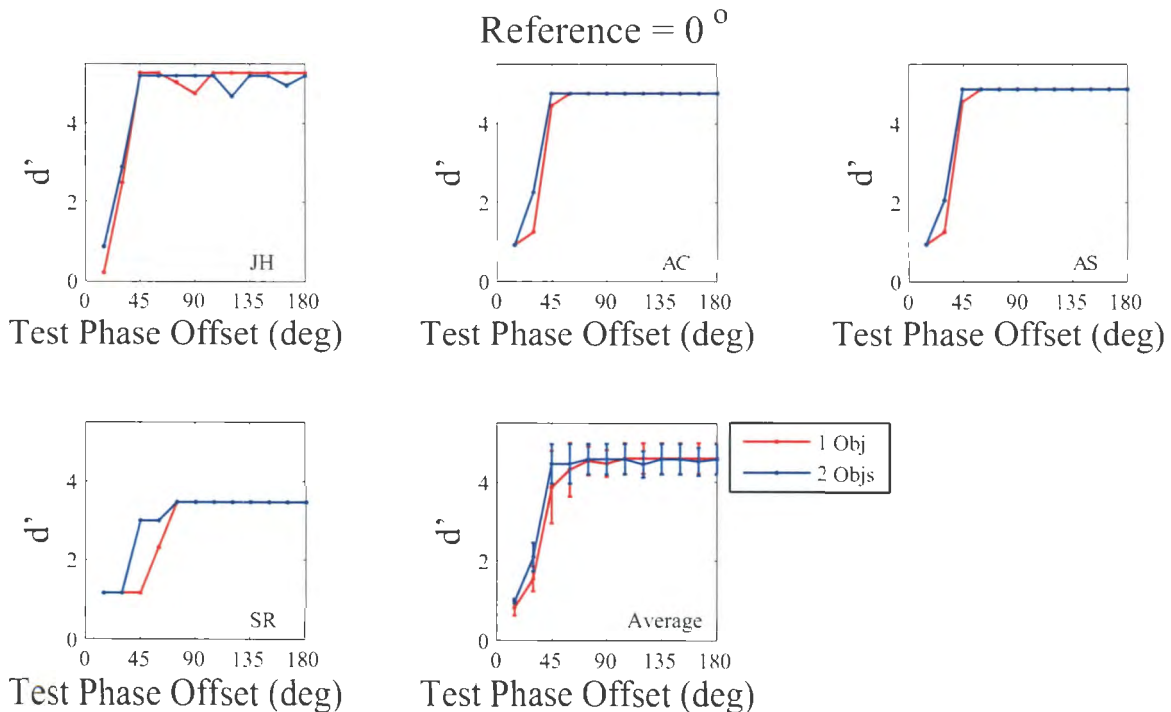 Reference = 0 °
d'
4
2
0
JH
0 45 90 135 180
Test Phase Offset (deg)
d'
4
2
0
AC
0 45 90 135 180
Test Phase Offset (deg)
d'
4
2
0
AS
0 45 90 135 180
Test Phase Offset (deg)
d'
4
2
0
SR
0 45 90 135 180
Test Phase Offset (deg)
d'
4
2
0
Average
0 45 90 135 180
Test Phase Offset (deg)
1 Obj
2 Objs